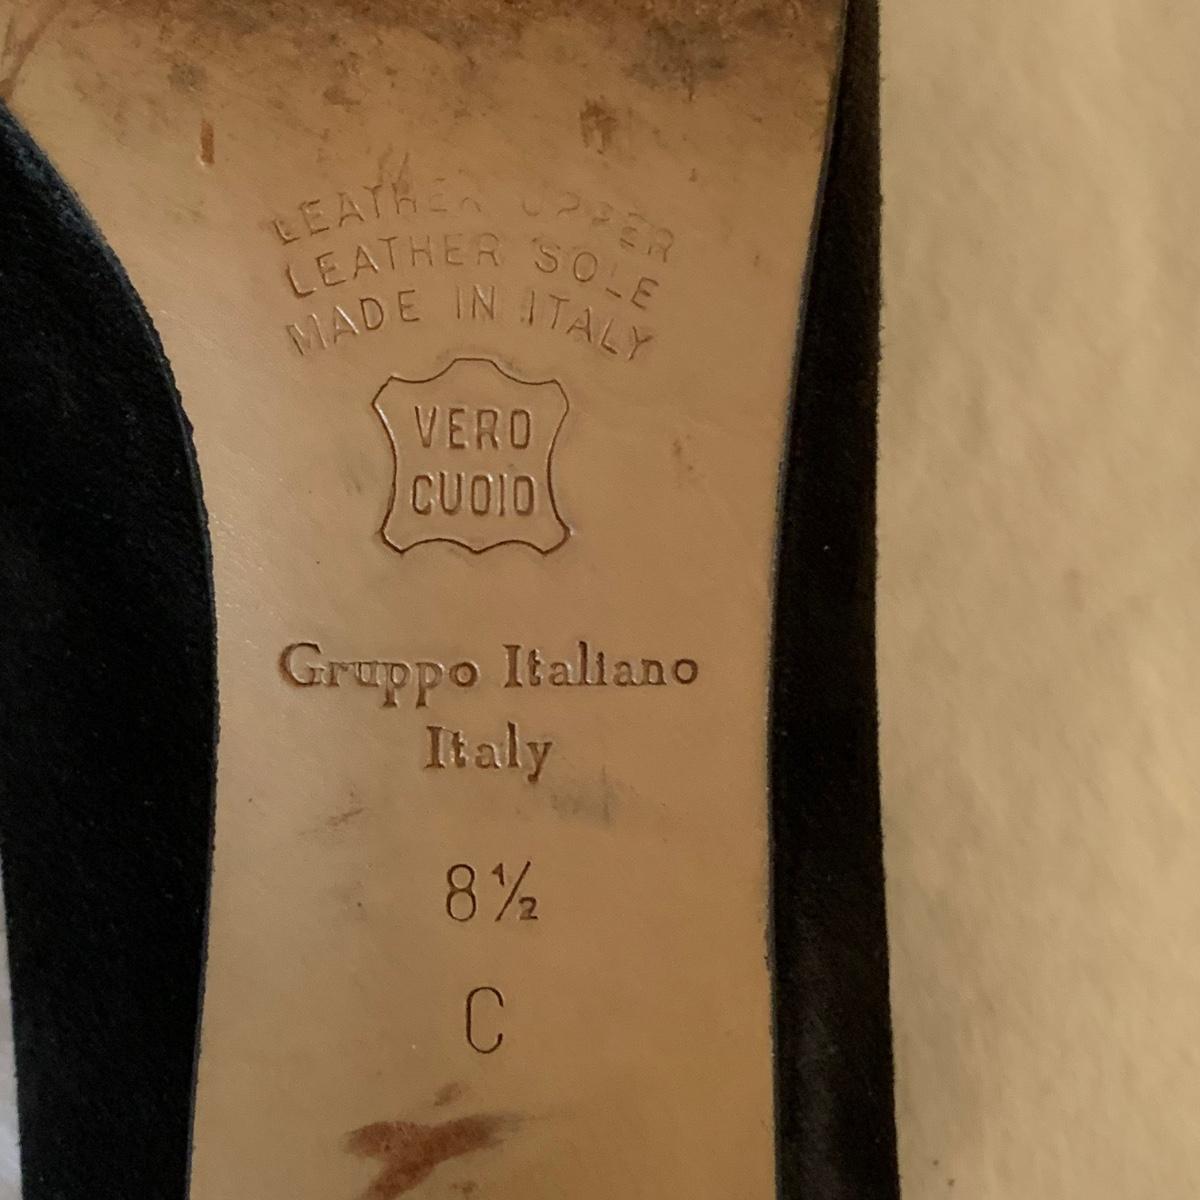 LEATHER UPPER
LEATHER SOLE
MADE IN ITALY
VERO
CUOIO
Gruppo Italiano
Italy
8½
C